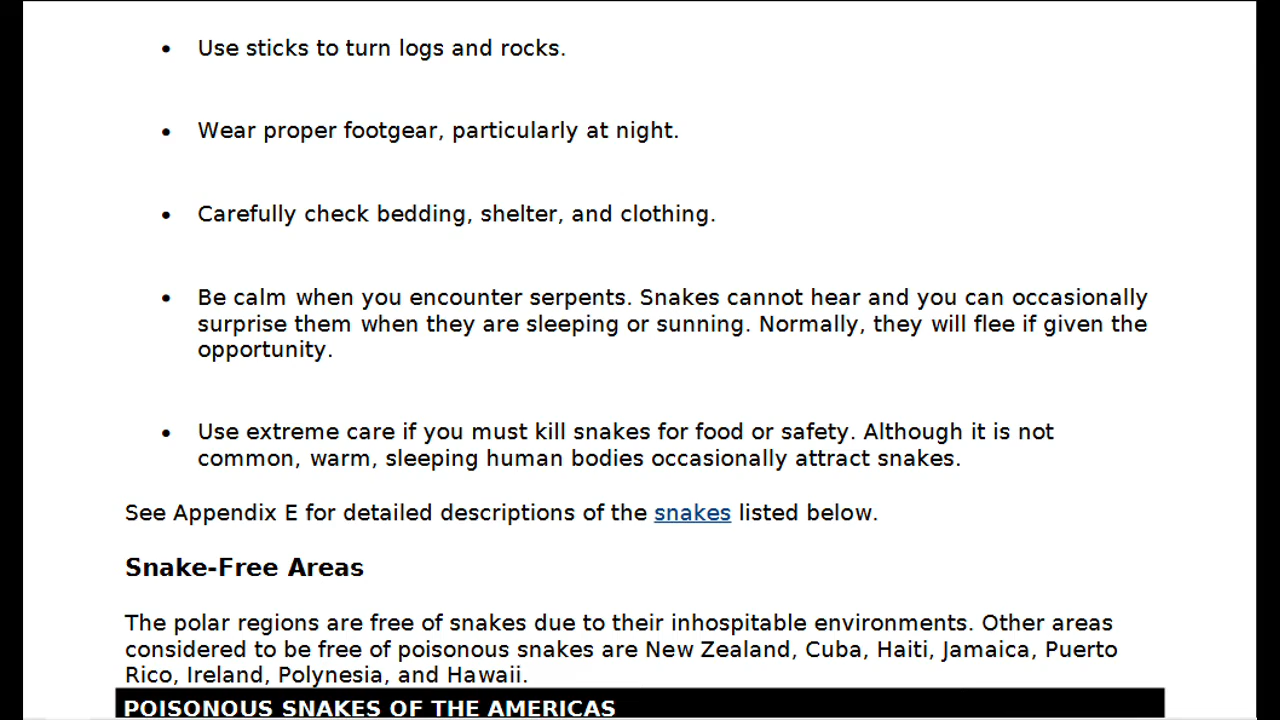 • Use sticks to turn logs and rocks.
• Wear proper footgear, particularly at night.
• Carefully check bedding, shelter, and clothing.
• Be calm when you encounter serpents. Snakes cannot hear and you can occasionally
surprise them when they are sleeping or sunning. Normally, they will flee if given the
opportunity.
• Use extreme care if you must kill snakes for food or safety. Although it is not
common, warm, sleeping human bodies occasionally attract snakes.
See Appendix E for detailed descriptions of the snakes listed below.
Snake-Free Areas
The polar regions are free of snakes due to their inhospitable environments. Other areas
considered to be free of poisonous snakes are New Zealand, Cuba, Haiti, Jamaica, Puerto
Rico, Ireland, Polynesia, and Hawaii.
POISONOUS SNAKES OF THE AMERICAS